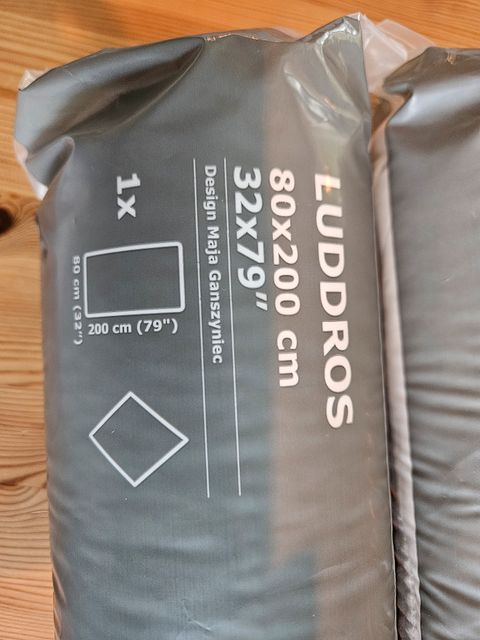 LUDDROS
80x200 cm
32x79"
Design Maja Ganszyniec
1x
200 cm (79")
80 cm (32")